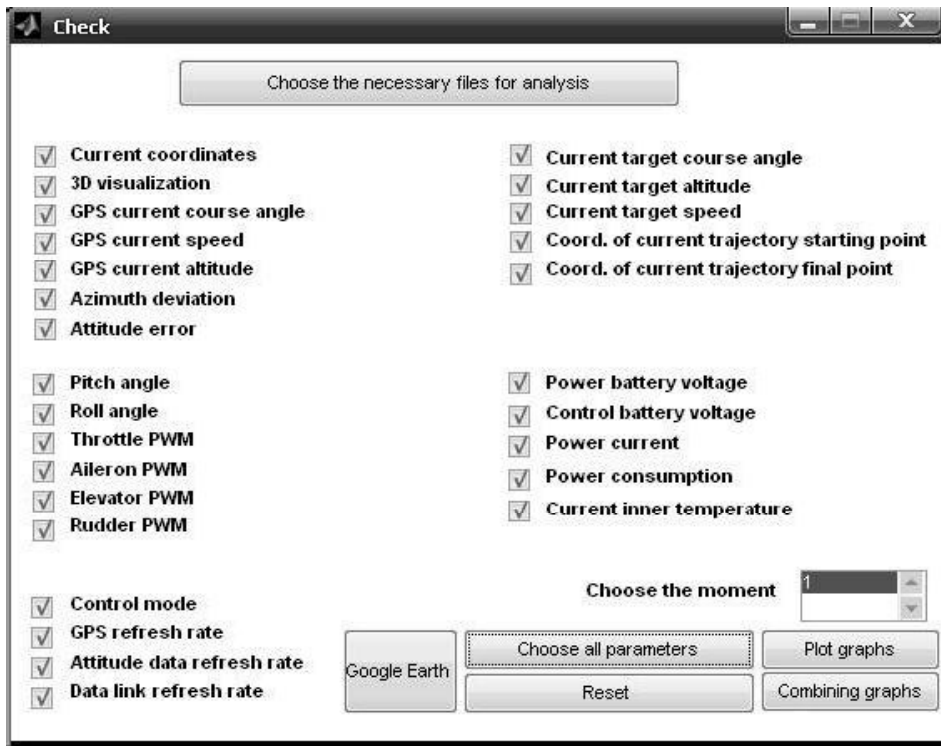 Check
Choose the necessary files for analysis
Current coordinates
3D visualization
GPS current course angle
GPS current speed
GPS current altitude
Azimuth deviation
Attitude error
Current target course angle
Current target altitude
Current target speed
Coord. of current trajectory starting point
Coord. of current trajectory final point
Pitch angle
Roll angle
Throttle PWM
Aileron PWM
Elevator PWM
Rudder PWM
Power battery voltage
Control battery voltage
Power current
Power consumption
Current inner temperature
Control mode
GPS refresh rate
Attitude data refresh rate
Data link refresh rate
Choose the moment
1
Google Earth
Choose all parameters
Plot graphs
Reset
Combining graphs